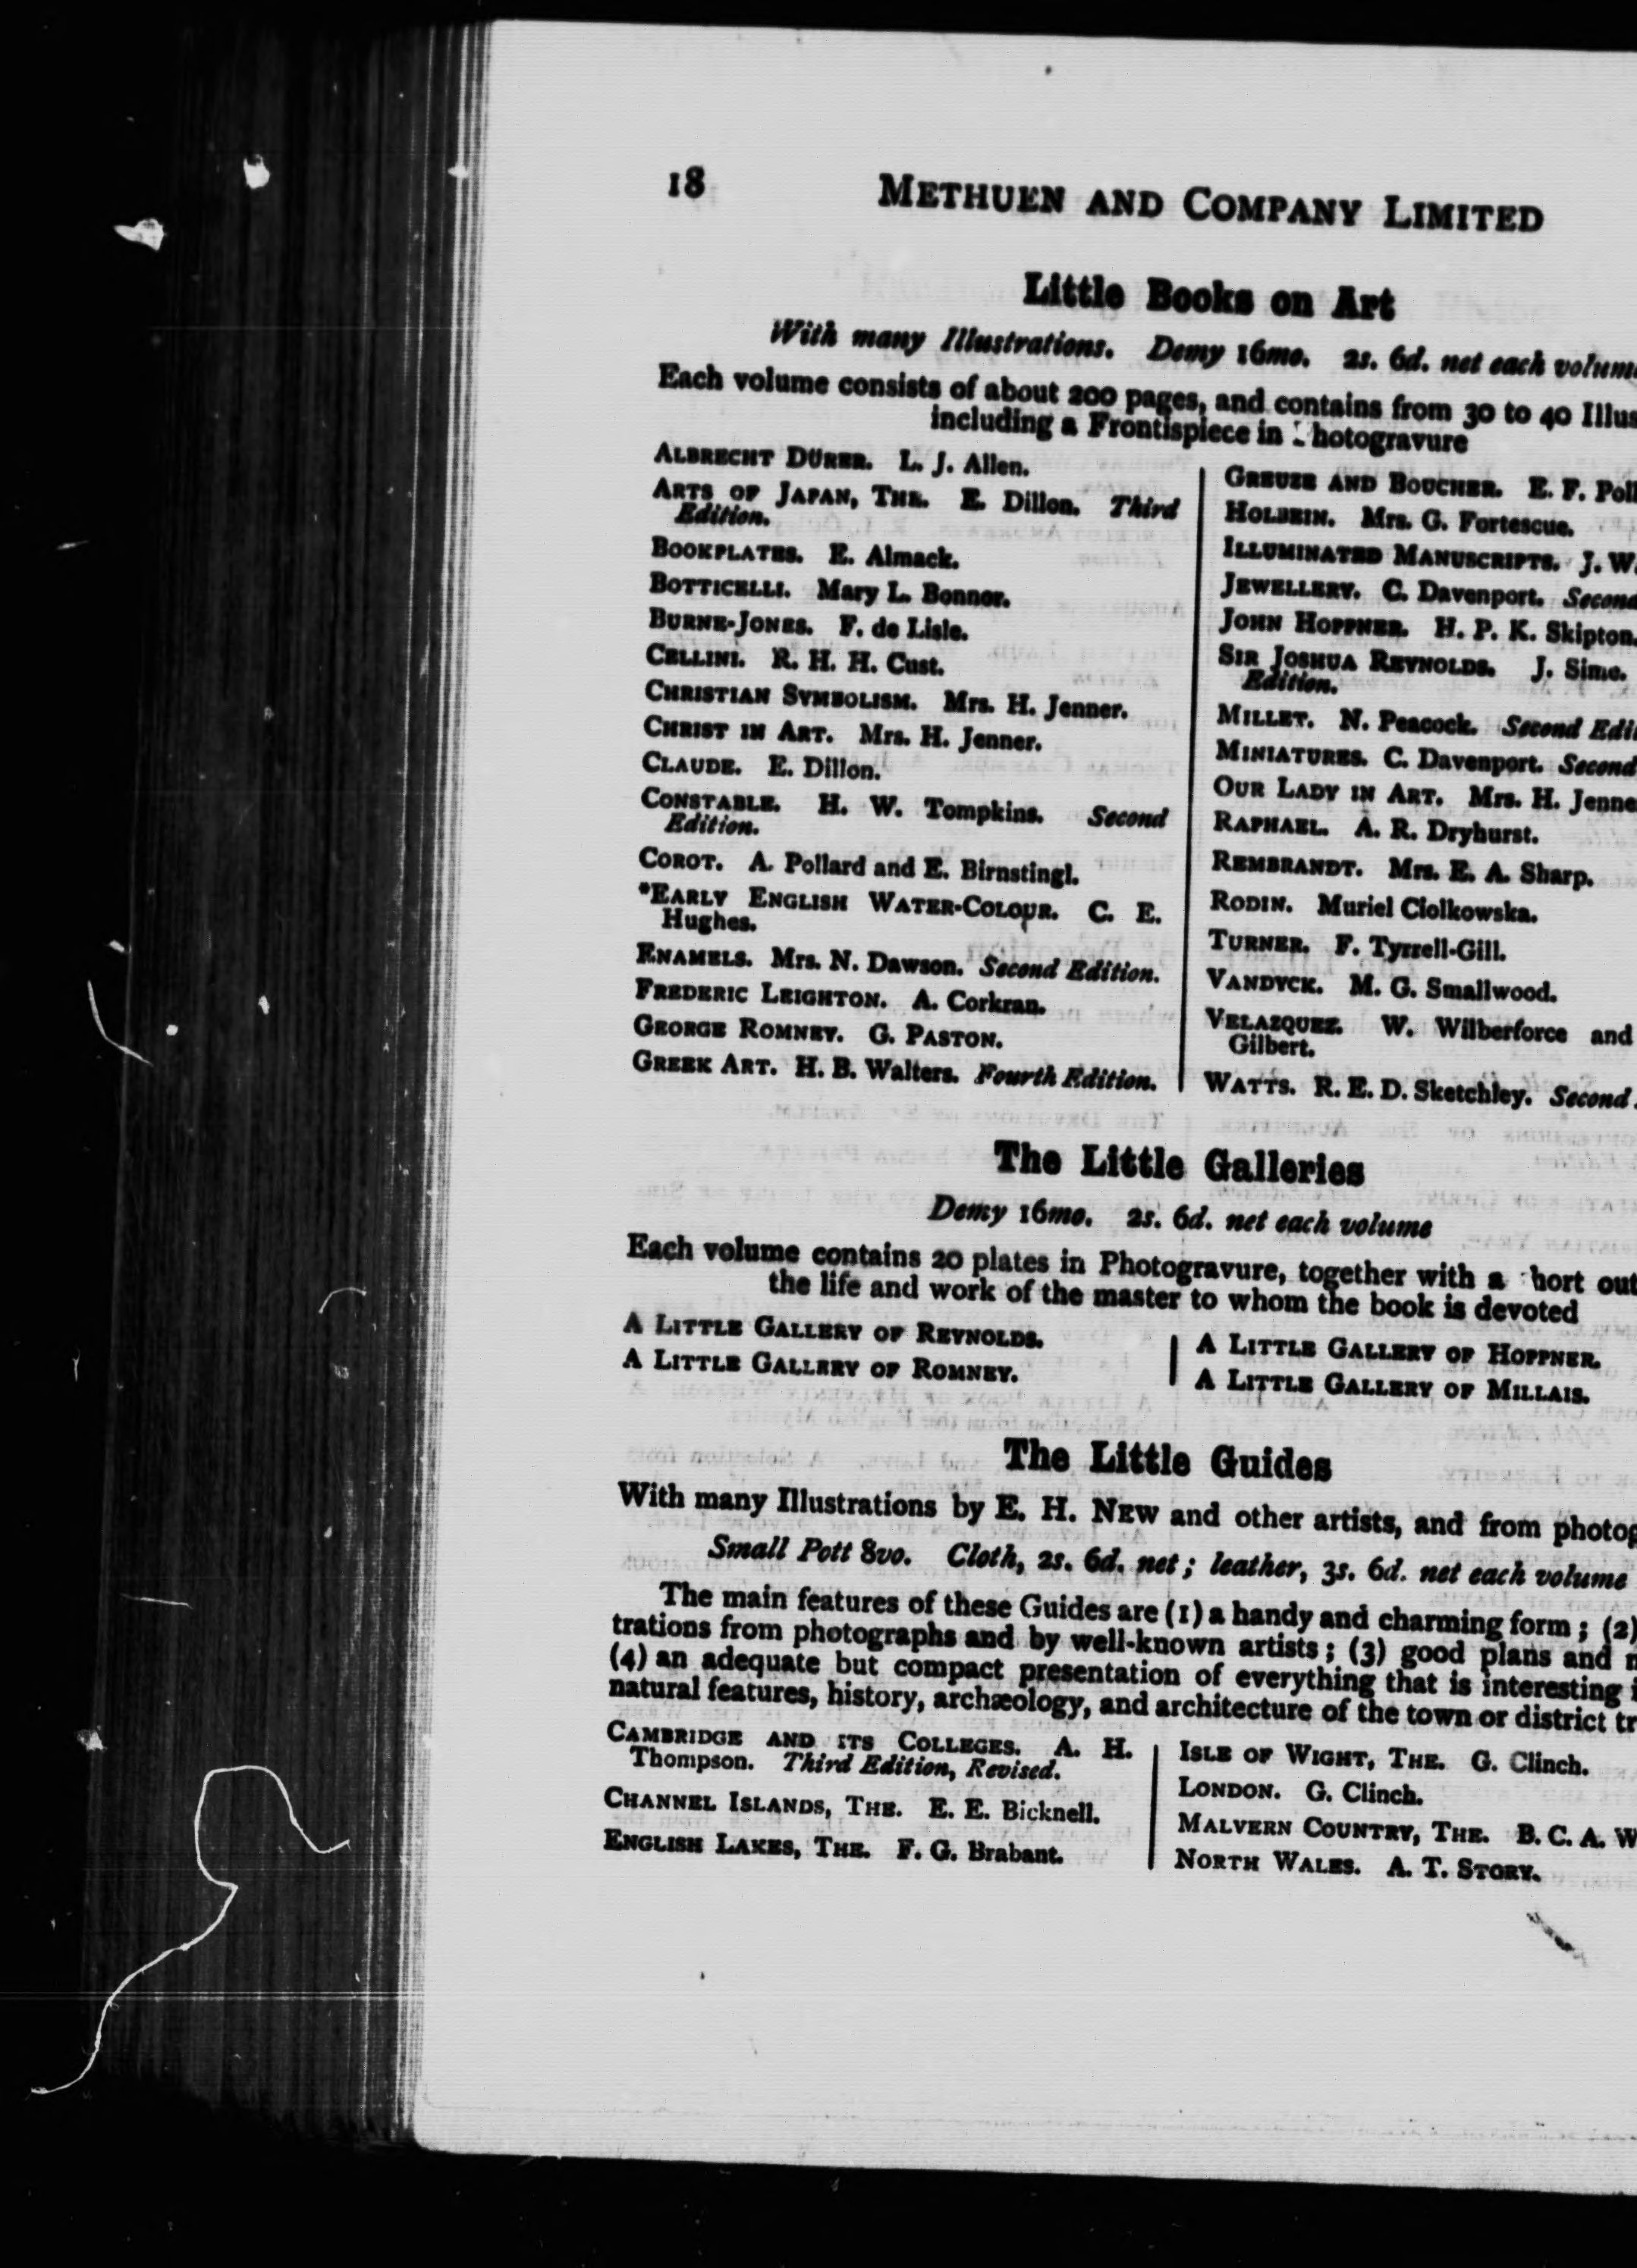 18 METHUEN AND COMPANY LIMITED
Little Books on Art
With many Illustrations. Demy 16mo. 2s. 6d. net each volume
Each volume consists of about 200 pages, and contains from 30 to 40 Illus
including a Frontispiece in hotogravure
ALBRECHT DÜRER. L. J. Allen.
ARTS OF JAPAN, THE. E. Dillon. Third
Edition.
BOOKPLATES. E. Almack.
BOTTICELLI. Mary L. Bonnor.
BURNE-JONES. F. de Lisle.
CELLINI. R. H. H. Cust.
CHRISTIAN SYMBOLISM. Mrs. H. Jenner.
CHRIST IN ART. Mrs. H. Jenner.
CLAUDE. E. Dillon.
CONSTABLE. H. W. Tompkins. Second
Edition.
COROT. A. Pollard and E. Birnstingl.
*EARLY ENGLISH WATER-COLOUR. C. E.
Hughes.
ENAMELS. Mrs. N. Dawson. Second Edition.
FREDERIC LEIGHTON. A. Corkran.
GEORGE ROMNEY. G. PASTON.
GREEK ART. H. B. Walters. Fourth Edition.
GREUZE AND BOUCHER. E. F. Poll
HOLBEIN. Mrs. G. Fortescue.
ILLUMINATED MANUSCRIPTS. J. W.
JEWELLERY. C. Davenport. Second
JOHN HOPPNER. H. P. K. Skipton.
SIR JOSHUA REYNOLDS. J. Sime.
Edition.
MILLET. N. Peacock. Second Edit
MINIATURES. C. Davenport. Second
OUR LADY IN ART. Mrs. H. Jenne
RAPHAEL. A. R. Dryhurst.
REMBRANDT. Mrs. E. A. Sharp.
RODIN. Muriel Ciolkowska.
TURNER. F. Tyrrell-Gill.
VANDYCK. M. G. Smallwood.
VELAZQUEZ. W. Wilberforce and
Gilbert.
WATTS. R. E. D. Sketchley. Second
The Little Galleries
Demy 16mo. 2s. 6d. net each volume
Each volume contains 20 plates in Photogravure, together with a hort out
the life and work of the master to whom the book is devoted
A LITTLE GALLERY OF REYNOLDS.
A LITTLE GALLERY OF ROMNEY.
A LITTLE GALLERY OF HOPPNER.
A LITTLE GALLERY OF MILLAIS.
The Little Guides
With many Illustrations by E. H. NEW and other artists, and from photog
Small Pott 8vo. Cloth, 2s. 6d. net; leather, 3s. 6d. net each volume
The main features of these Guides are (1) a handy and charming form; (2)
trations from photographs and by well-known artists; (3) good plans and m
(4) an adequate but compact presentation of everything that is interesting i
natural features, history, archæology, and architecture of the town or district tr
CAMBRIDGE AND ITS COLLEGES. A. H.
Thompson. Third Edition, Revised.
CHANNEL ISLANDS, THE. E. E. Bicknell.
ENGLISH LAKES, THE. F. G. Brabant.
ISLE OF WIGHT, THE. G. Clinch.
LONDON. G. Clinch.
MALVERN COUNTRY, THE. B. C. A. W
NORTH WALES. A. T. STORY.